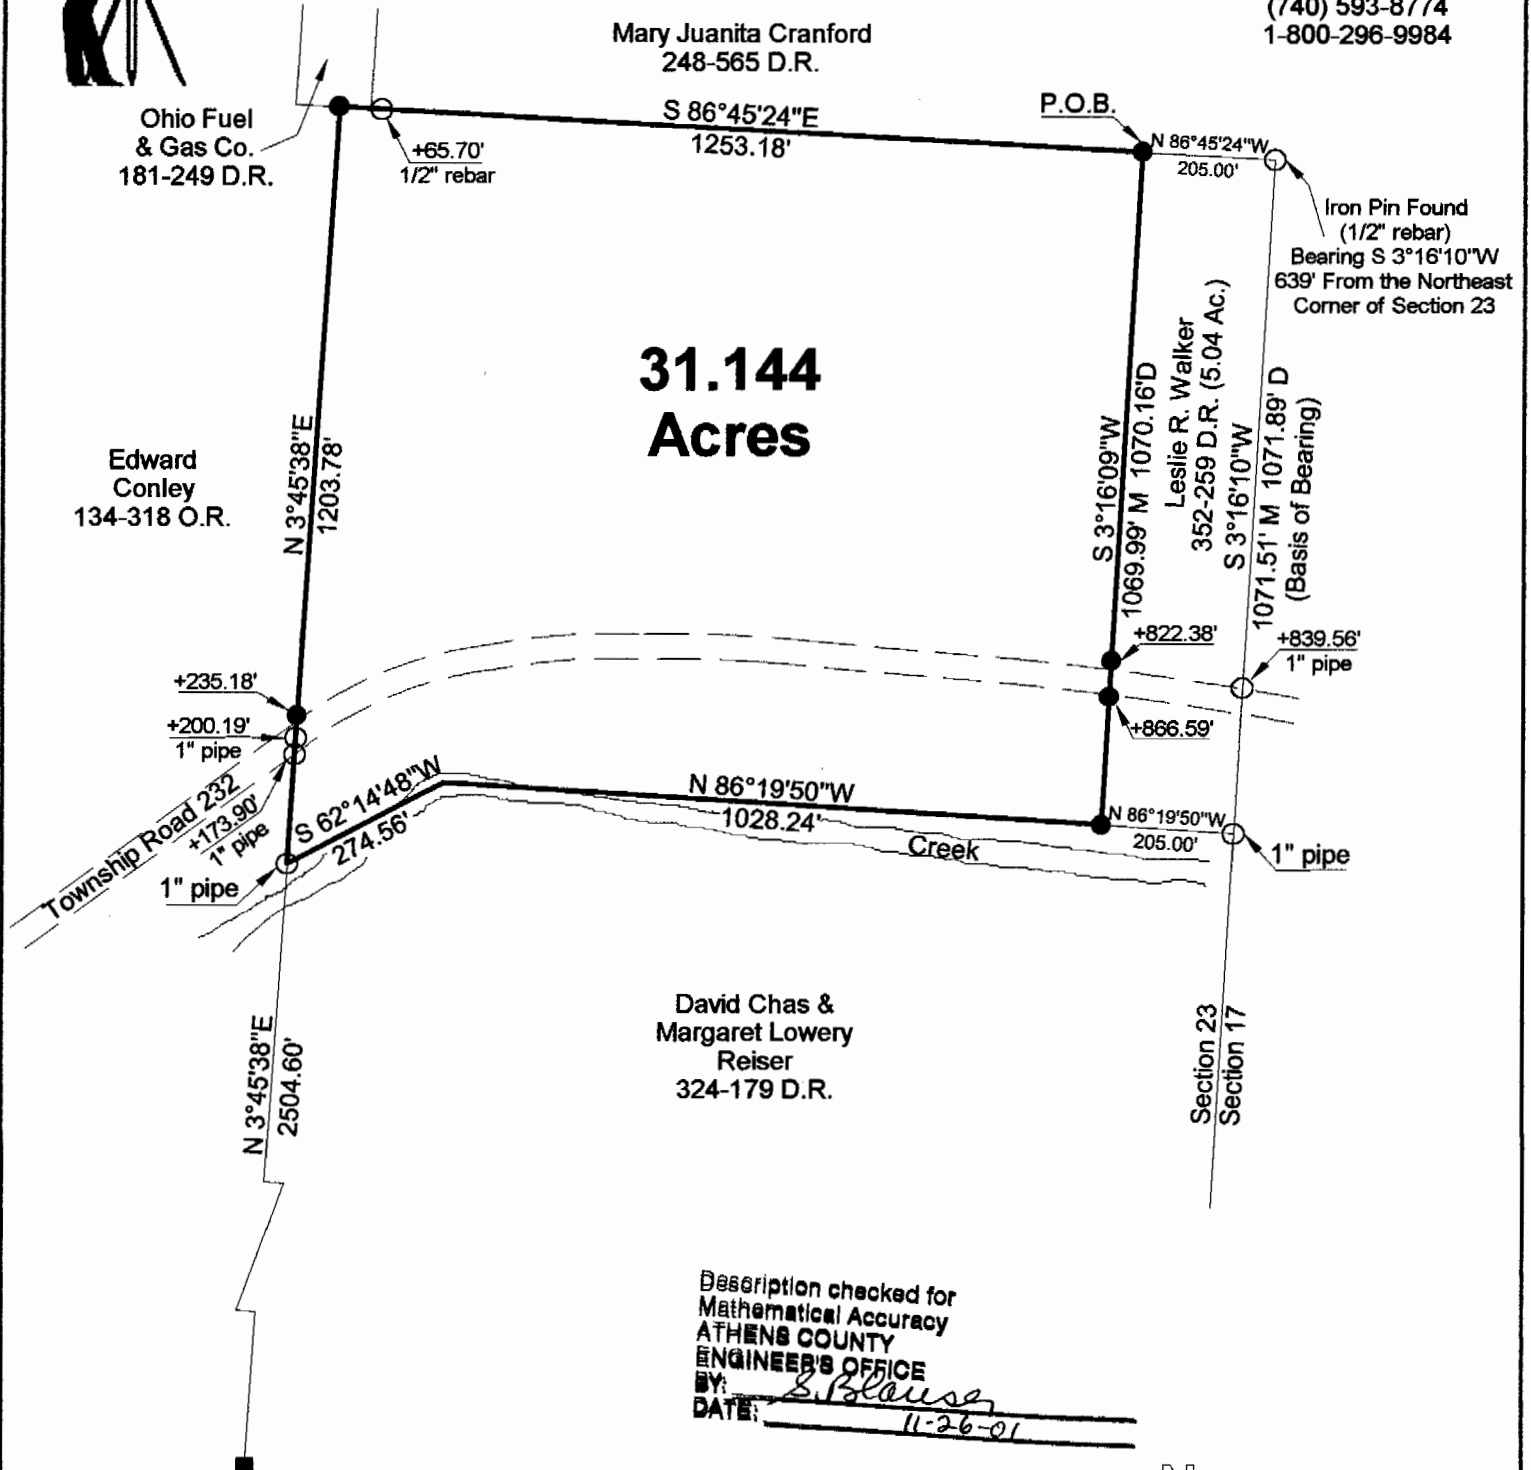 (740) 593-8774
1-800-296-9984
Mary Juanita Cranford
248-565 D.R.
Ohio Fuel
& Gas Co.
181-249 D.R.
+65.70'
1/2" rebar
S 86°45'24"E
1253.18'
P.O.B.
N 86°45'24"W
205.00'
Iron Pin Found
(1/2" rebar)
Bearing S 3°16'10"W
639' From the Northeast
Corner of Section 23
31.144
Acres
Edward
Conley
134-318 O.R.
N 3°45'38"E
1203.78'
S 3°16'09"W
1069.99' M 1070.16'D
Leslie R. Walker
352-259 D.R. (5.04 Ac.)
S 3°16'10"W
1071.51' M 1071.89' D
(Basis of Bearing)
+822.38'
+839.56'
1" pipe
+866.59'
+235.18'
+200.19'
1" pipe
+173.90'
1" pipe
Township Road 232
1" pipe
S 62°14'48"W
274.56'
N 86°19'50"W
1028.24'
Creek
N 86°19'50"W
205.00'
1" pipe
David Chas &
Margaret Lowery
Reiser
324-179 D.R.
Section 23
Section 17
N 3°45'38"E
2504.60'
Description checked for
Mathematical Accuracy
ATHENS COUNTY
ENGINEER'S OFFICE
BY: S. Blauser
DATE: 11-26-01